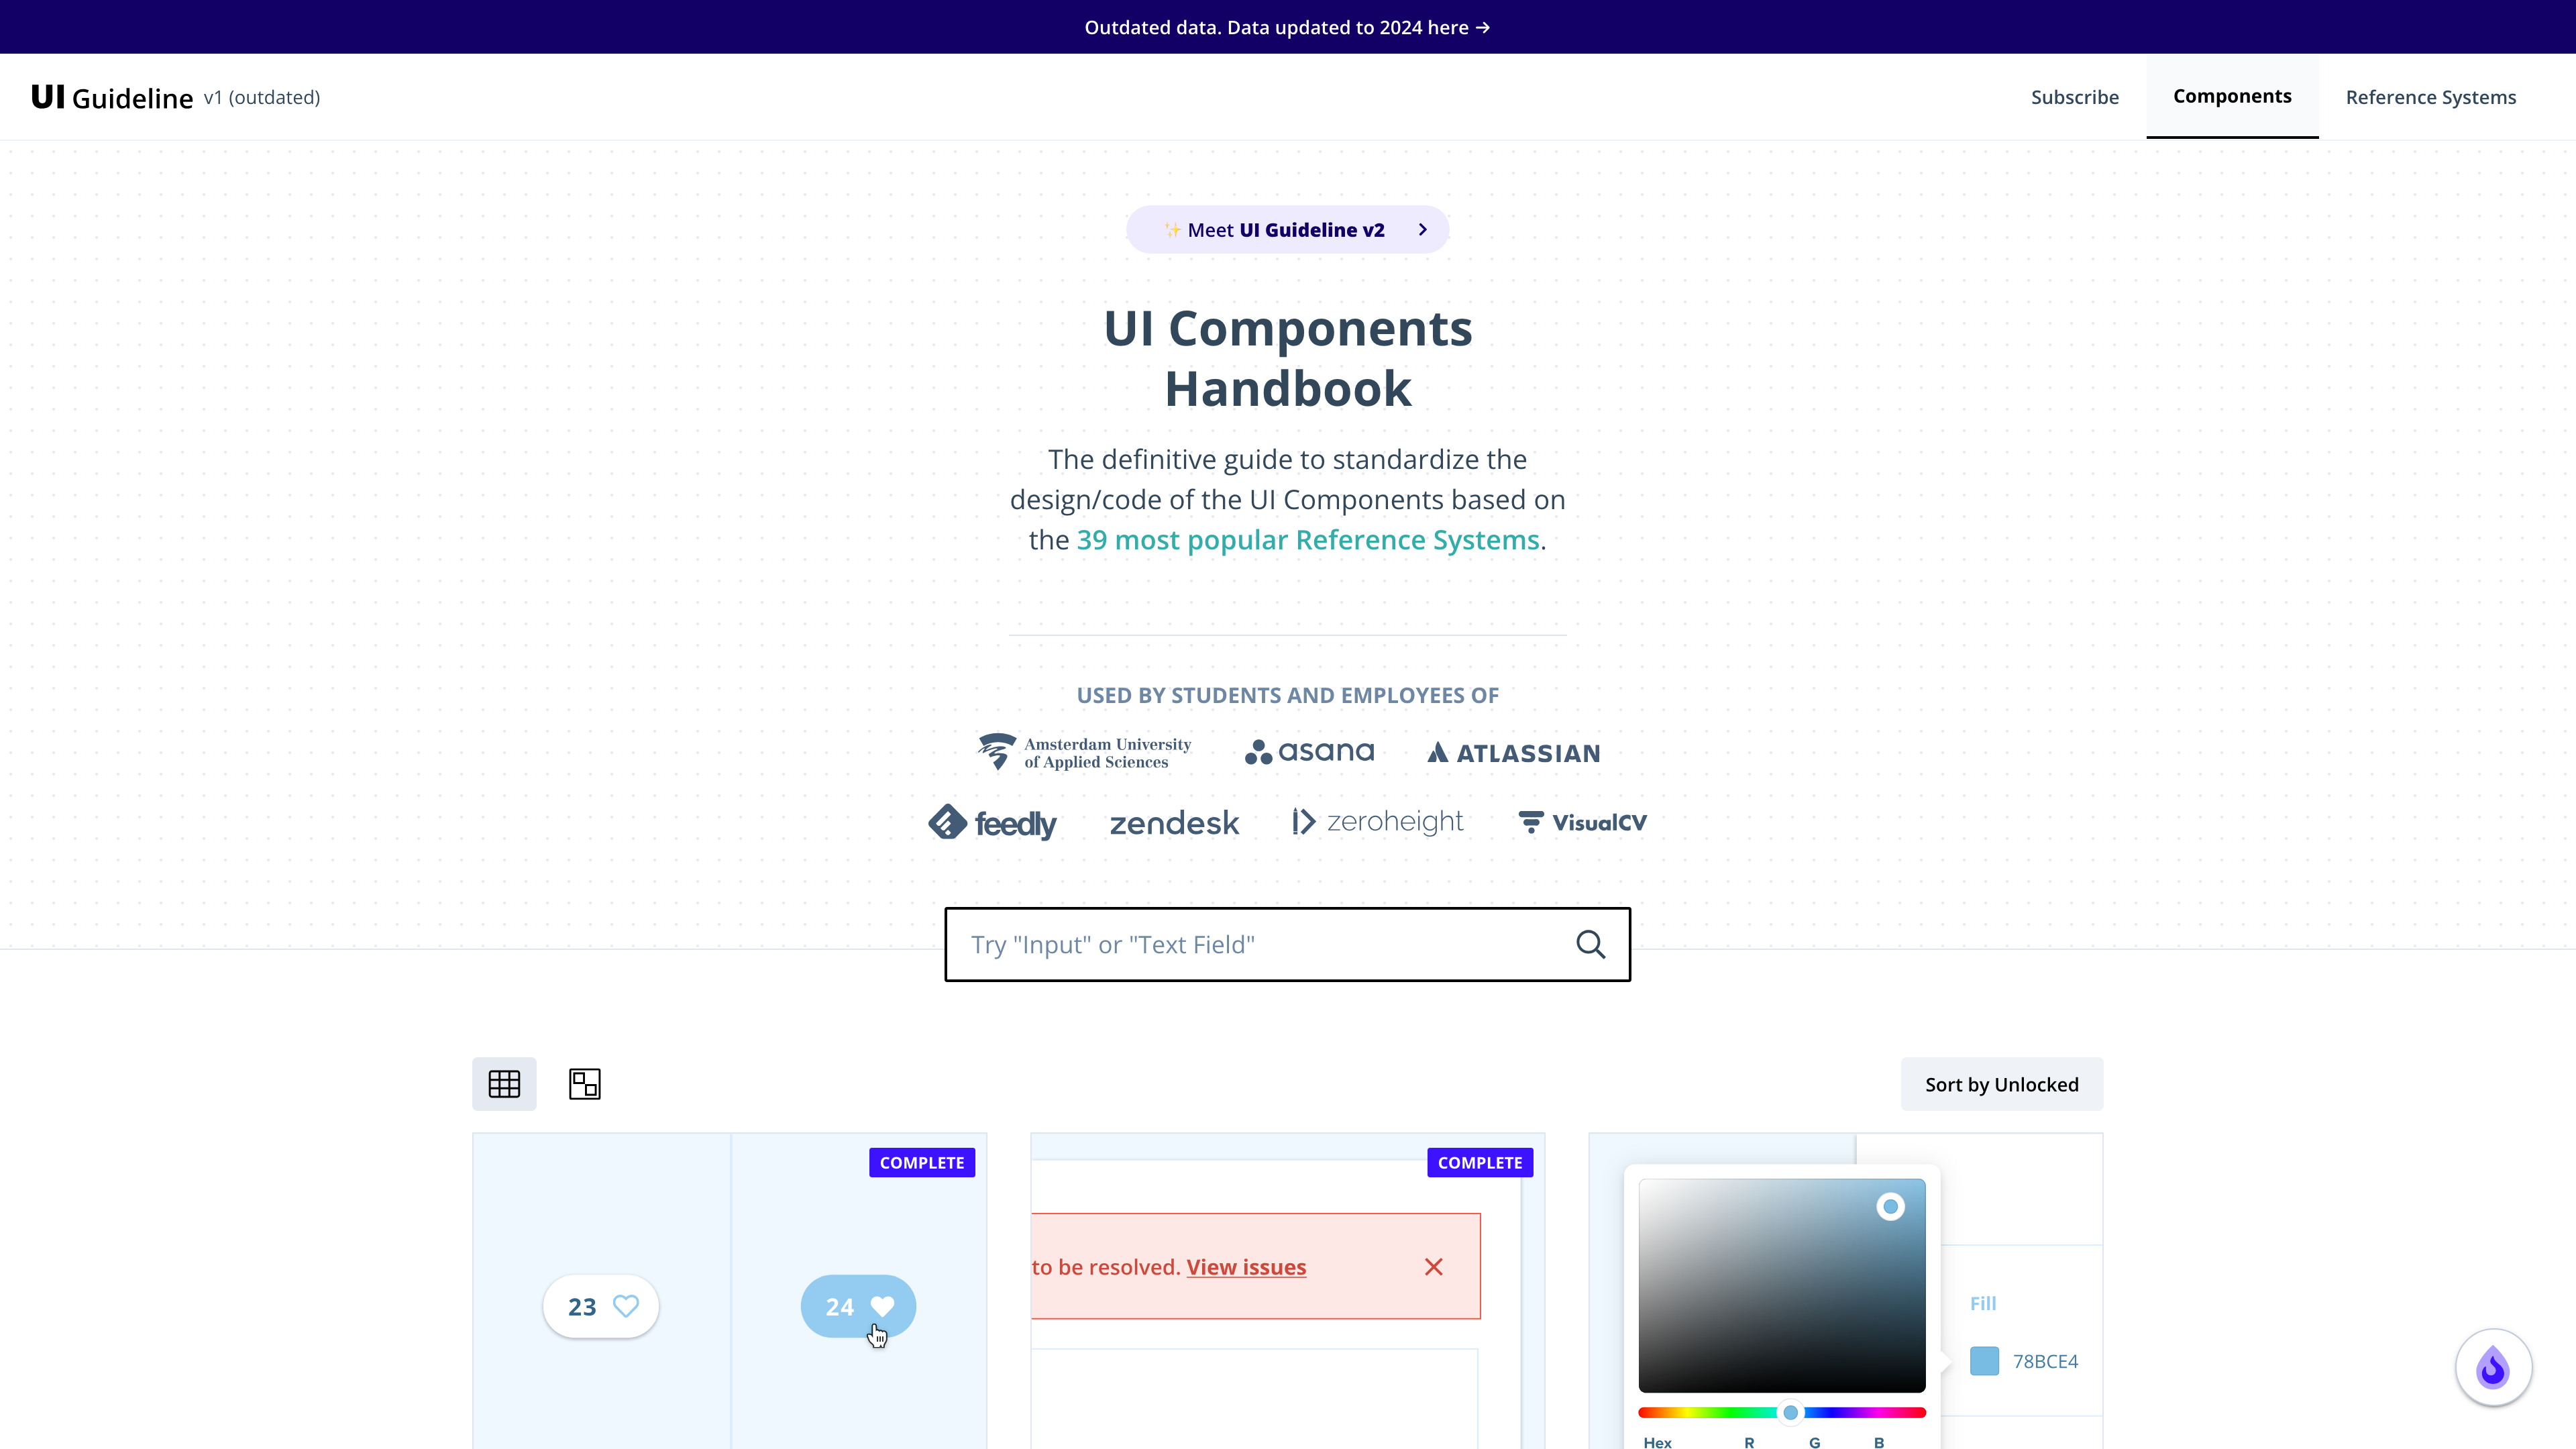 Outdated data. Data updated to 2024 here →
UI Guideline v1 (outdated)
Subscribe
Components
Reference Systems
✨ Meet UI Guideline v2
UI Components
Handbook
The definitive guide to standardize the
design/code of the UI Components based on
the 39 most popular Reference Systems.
USED BY STUDENTS AND EMPLOYEES OF
Amsterdam University
of Applied Sciences
asana
ATLASSIAN
feedly
zendesk
zeroheight
VisualCV
Try "Input" or "Text Field"
Sort by Unlocked
COMPLETE
23
24
COMPLETE
to be resolved. View issues
Fill
78BCE4
Hex R G B